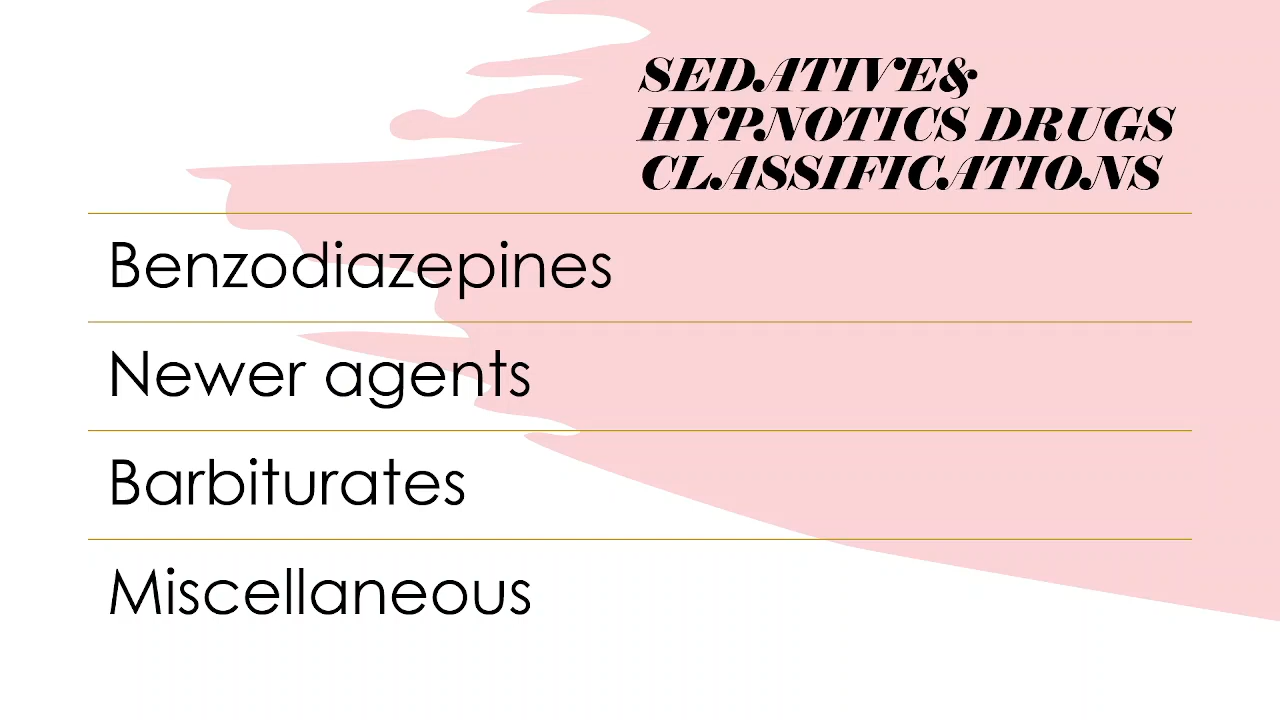 SEDATIVE&
HYPNOTICS DRUGS
CLASSIFICATIONS
Benzodiazepines
Newer agents
Barbiturates
Miscellaneous